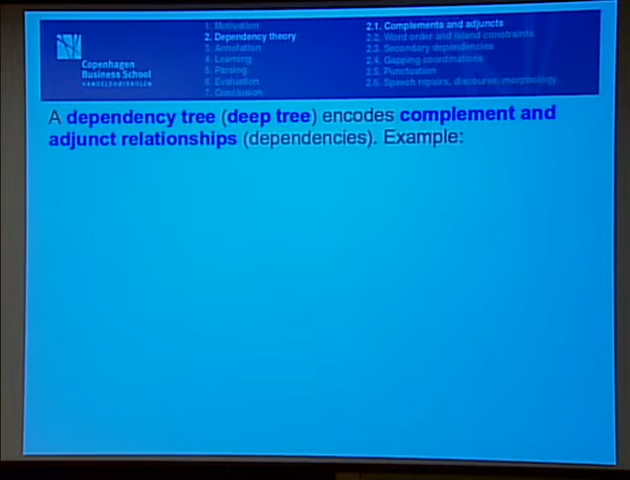 Copenhagen
Business School
HANDELSHØJSKOLEN
1. Motivation
2. Dependency theory
3. Annotation
4. Learning
5. Parsing
6. Evaluation
7. Conclusion
2.1. Complements and adjuncts
2.2. Word order and island constraints
2.3. Secondary dependencies
2.4. Gapping coordinations
2.5. Punctuation
2.6. Speech repairs, discourse, morphology
A dependency tree (deep tree) encodes complement and
adjunct relationships (dependencies). Example: